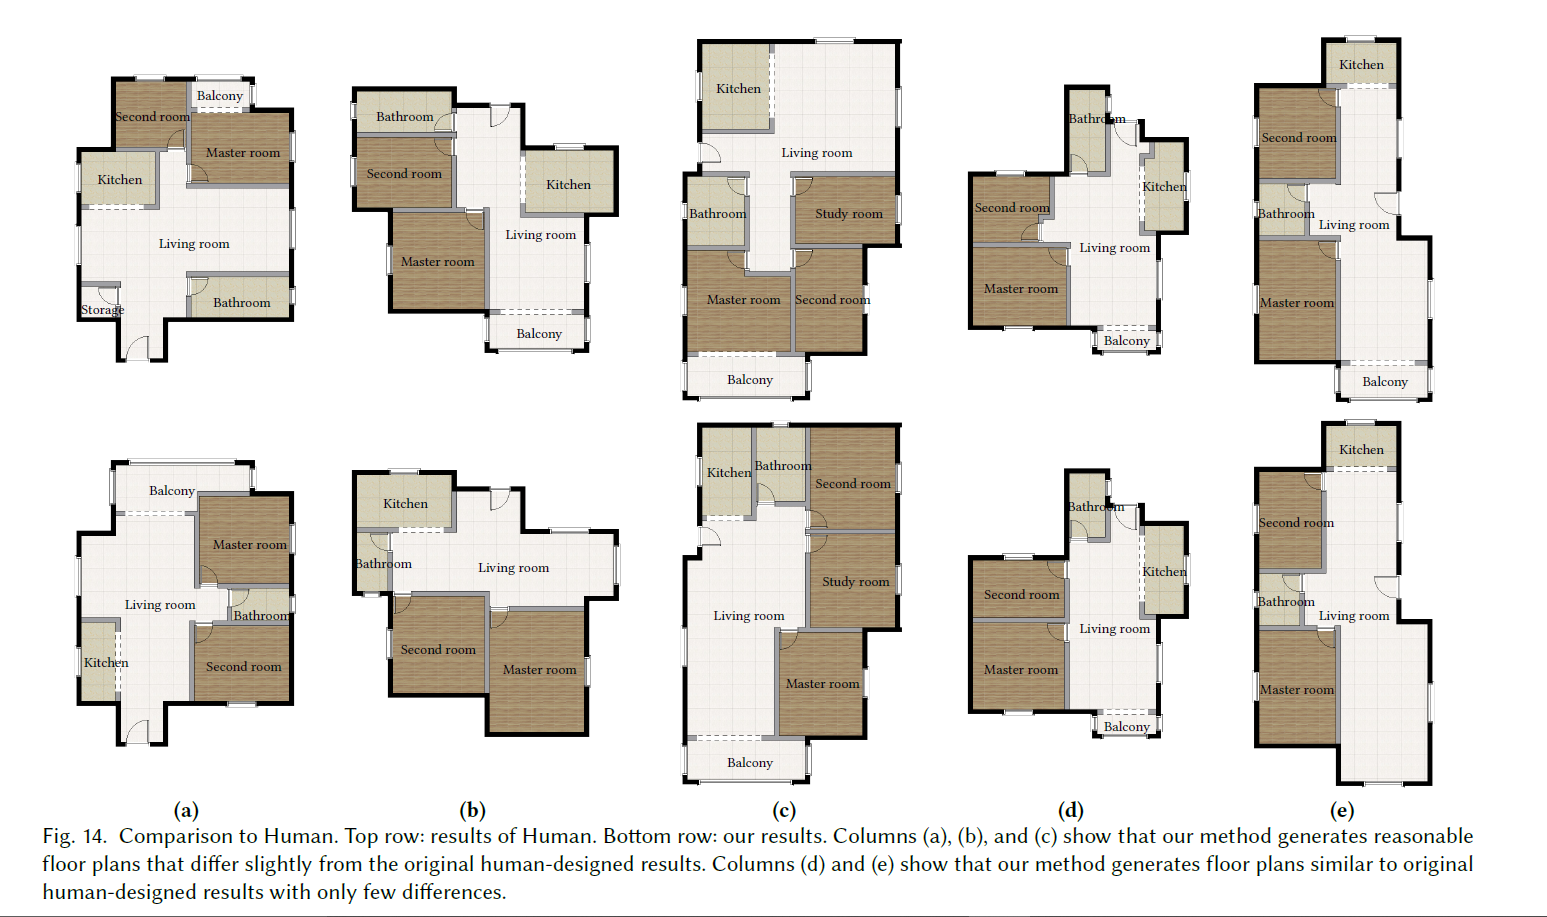 Second room
Balcony
Master room
Kitchen
Living room
Storage
Bathroom
Bathroom
Second room
Kitchen
Living room
Master room
Balcony
Kitchen
Living room
Bathroom
Study room
Master room
Second room
Balcony
Bathroom
Kitchen
Second room
Living room
Master room
Balcony
Kitchen
Second room
Bathroom
Living room
Master room
Balcony
Balcony
Master room
Living room
Bathroom
Kitchen
Second room
Kitchen
Bathroom
Living room
Second room
Master room
Kitchen
Bathroom
Second room
Study room
Living room
Master room
Balcony
Bathroom
Kitchen
Second room
Living room
Master room
Balcony
Kitchen
Second room
Bathroom
Living room
Master room
(a) (b) (c) (d) (e)
Fig. 14. Comparison to Human. Top row: results of Human. Bottom row: our results. Columns (a), (b), and (c) show that our method generates reasonable
floor plans that differ slightly from the original human-designed results. Columns (d) and (e) show that our method generates floor plans similar to original
human-designed results with only few differences.